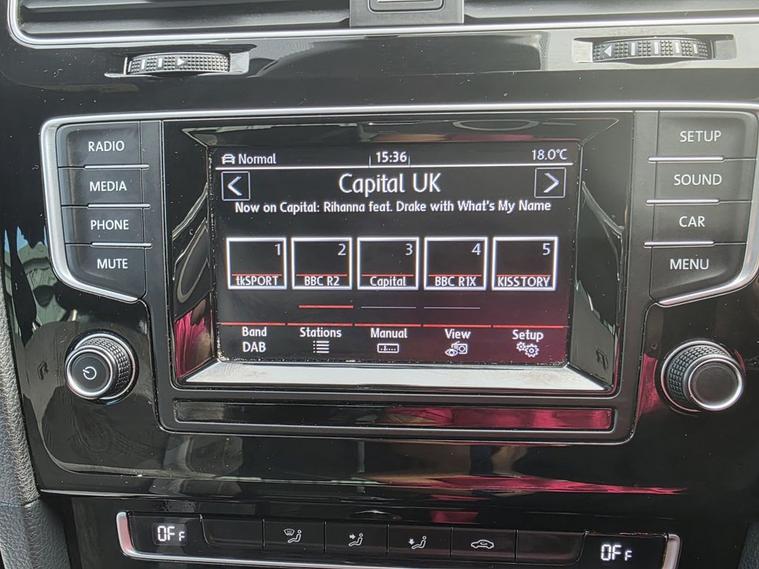 RADIO
MEDIA
PHONE
MUTE
Normal 15:36 18.0°C
Capital UK
Now on Capital: Rihanna feat. Drake with What's My Name
1 2 3 4 5
tkSPORT BBC R2 Capital BBC R1X KISSTORY
Band Stations Manual View Setup
DAB
SETUP
SOUND
CAR
MENU
OFF OFF